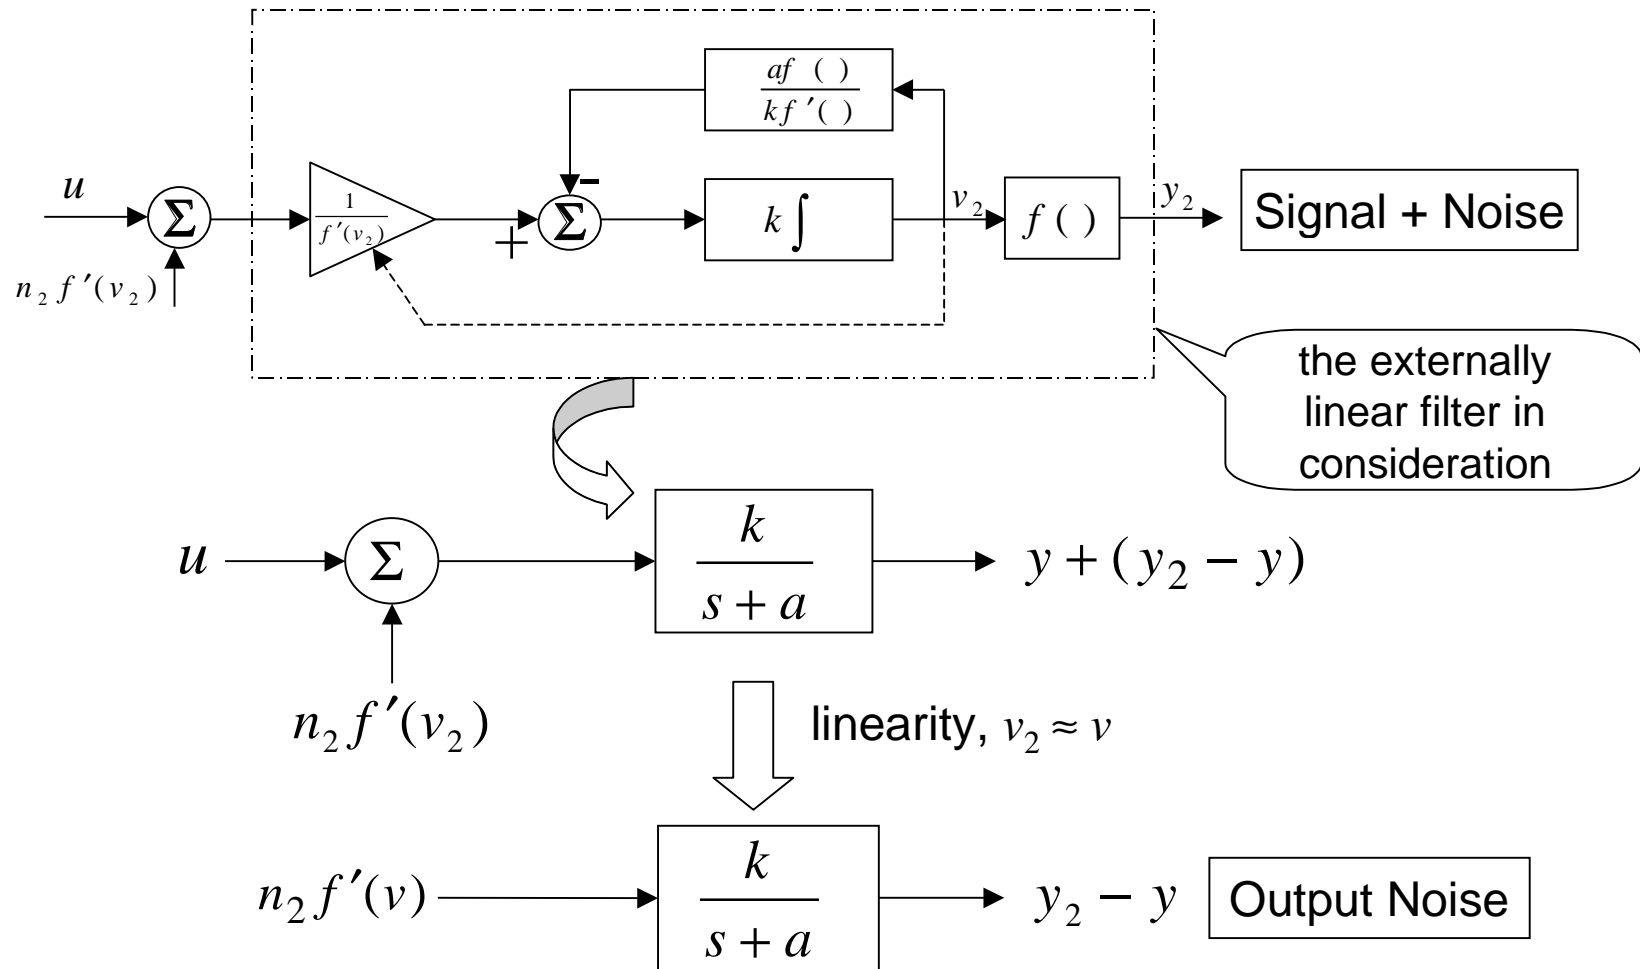 af ( )
kf ′( )
u
Σ
n₂ f ′(v₂)
1
f ′(v₂)
+
−
Σ
k ∫
v₂
f ( )
y₂
Signal + Noise
the externally
linear filter in
consideration
u
Σ
n₂ f ′(v₂)
k
s + a
y + (y₂ − y)
linearity, v₂ ≈ v
n₂ f ′(v)
k
s + a
y₂ − y
Output Noise